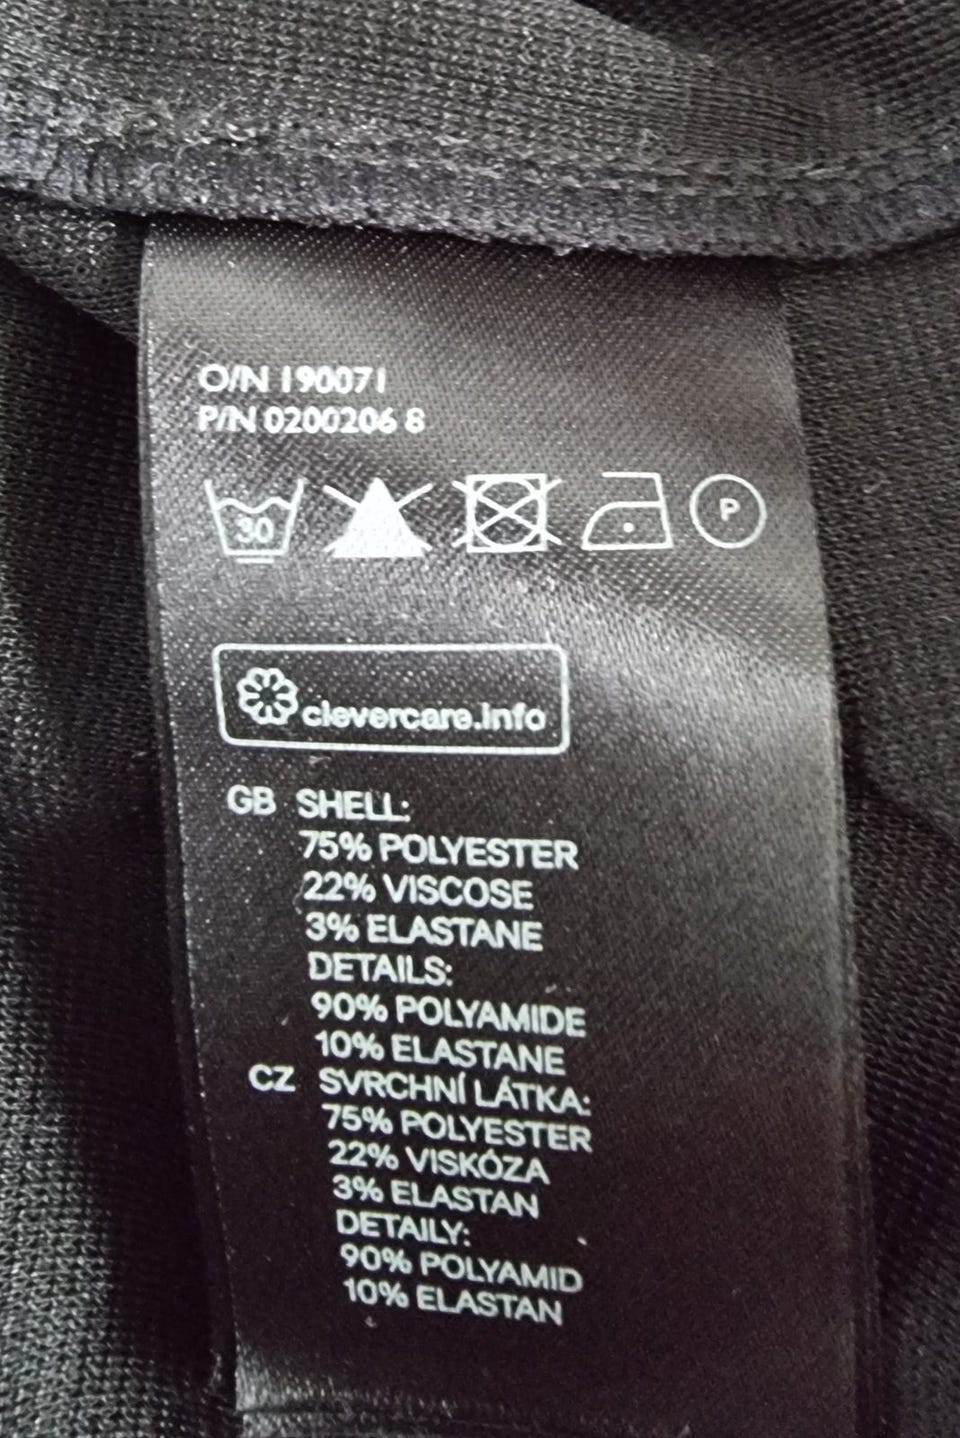 O/N 190071
P/N 0200206 8
30 P
clevercare.info
GB SHELL:
75% POLYESTER
22% VISCOSE
3% ELASTANE
DETAILS:
90% POLYAMIDE
10% ELASTANE
CZ SVRCHNÍ LÁTKA:
75% POLYESTER
22% VISKÓZA
3% ELASTAN
DETAILY:
90% POLYAMID
10% ELASTAN